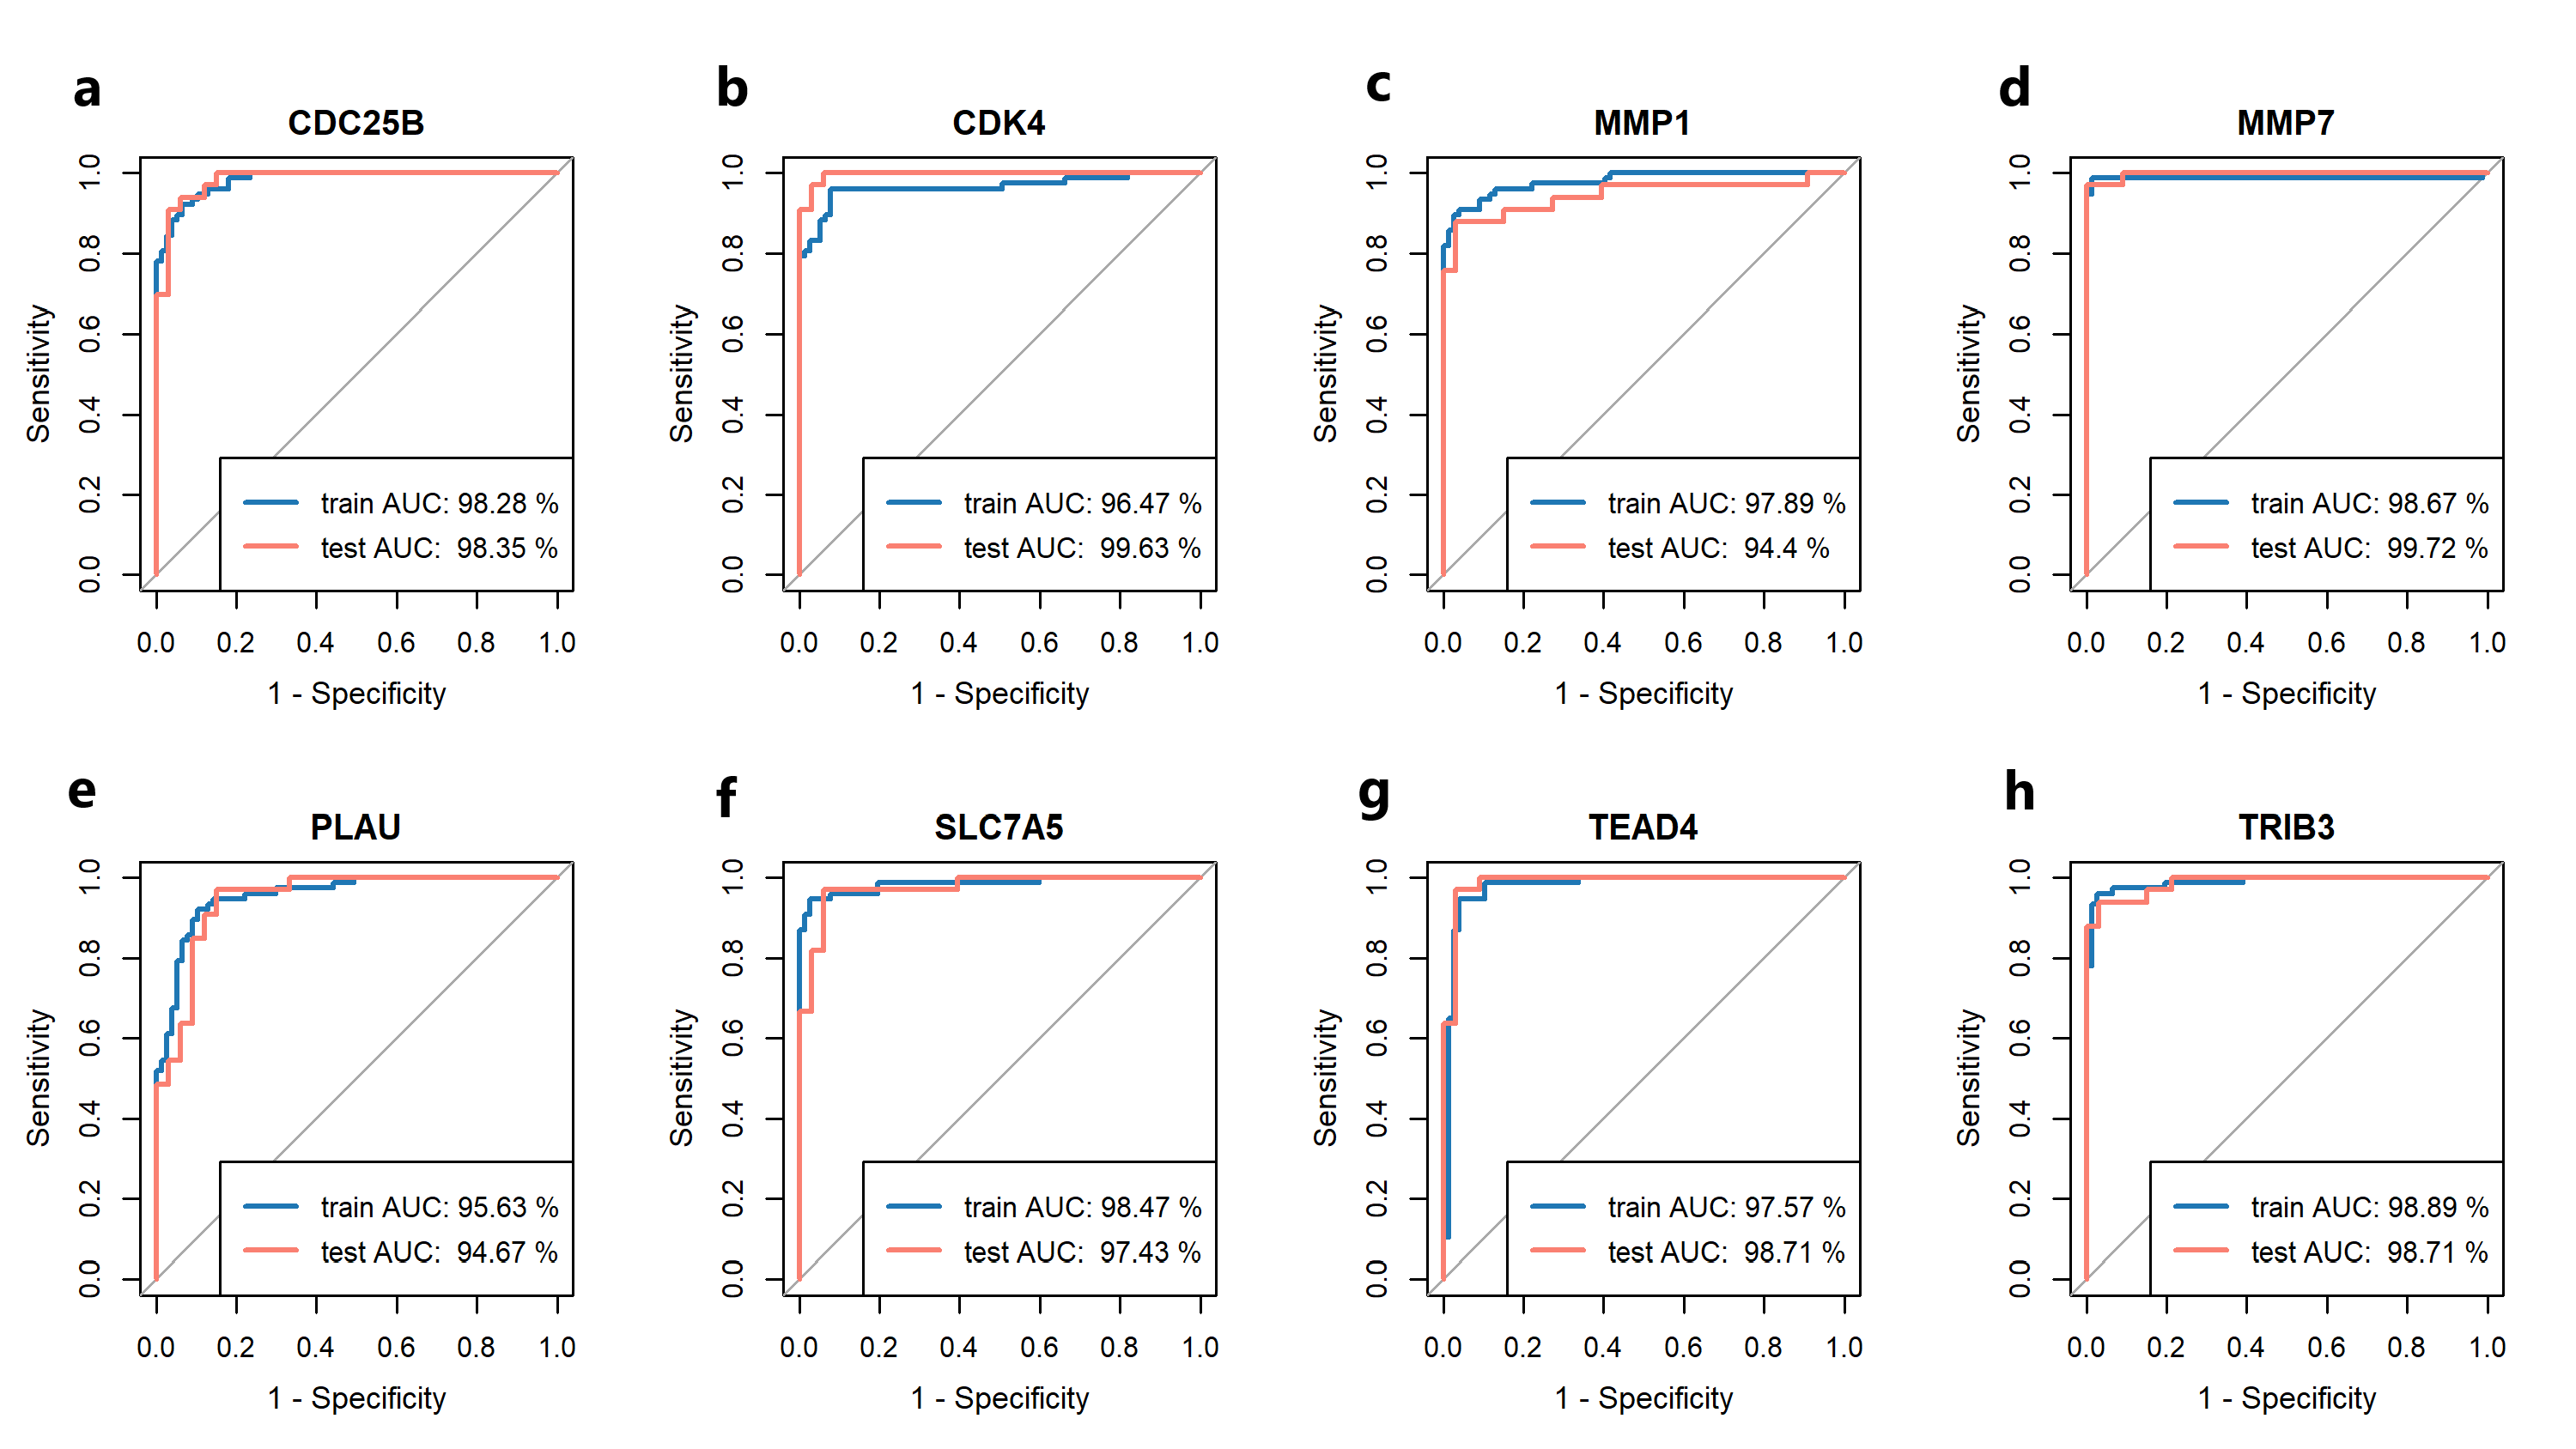 a
CDC25B
Sensitivity
0.0 0.2 0.4 0.6 0.8 1.0
train AUC: 98.28 %
test AUC: 98.35 %
0.0 0.2 0.4 0.6 0.8 1.0
1 - Specificity
b
CDK4
Sensitivity
0.0 0.2 0.4 0.6 0.8 1.0
train AUC: 96.47 %
test AUC: 99.63 %
0.0 0.2 0.4 0.6 0.8 1.0
1 - Specificity
c
MMP1
Sensitivity
0.0 0.2 0.4 0.6 0.8 1.0
train AUC: 97.89 %
test AUC: 94.4 %
0.0 0.2 0.4 0.6 0.8 1.0
1 - Specificity
d
MMP7
Sensitivity
0.0 0.2 0.4 0.6 0.8 1.0
train AUC: 98.67 %
test AUC: 99.72 %
0.0 0.2 0.4 0.6 0.8 1.0
1 - Specificity
e
PLAU
Sensitivity
0.0 0.2 0.4 0.6 0.8 1.0
train AUC: 95.63 %
test AUC: 94.67 %
0.0 0.2 0.4 0.6 0.8 1.0
1 - Specificity
f
SLC7A5
Sensitivity
0.0 0.2 0.4 0.6 0.8 1.0
train AUC: 98.47 %
test AUC: 97.43 %
0.0 0.2 0.4 0.6 0.8 1.0
1 - Specificity
g
TEAD4
Sensitivity
0.0 0.2 0.4 0.6 0.8 1.0
train AUC: 97.57 %
test AUC: 98.71 %
0.0 0.2 0.4 0.6 0.8 1.0
1 - Specificity
h
TRIB3
Sensitivity
0.0 0.2 0.4 0.6 0.8 1.0
train AUC: 98.89 %
test AUC: 98.71 %
0.0 0.2 0.4 0.6 0.8 1.0
1 - Specificity